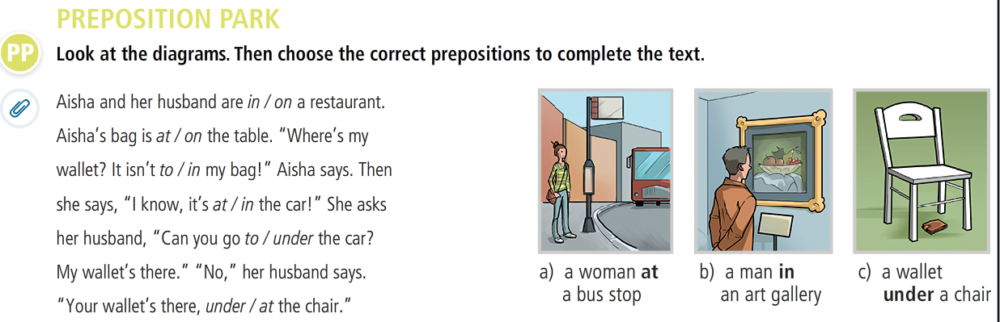 PREPOSITION PARK
PP
Look at the diagrams. Then choose the correct prepositions to complete the text.
Aisha and her husband are in / on a restaurant.
Aisha's bag is at / on the table. “Where's my
wallet? It isn't to / in my bag!” Aisha says. Then
she says, “I know, it's at / in the car!” She asks
her husband, “Can you go to / under the car?
My wallet's there.” “No,” her husband says.
“Your wallet's there, under / at the chair.”
a) a woman at
a bus stop
b) a man in
an art gallery
c) a wallet
under a chair